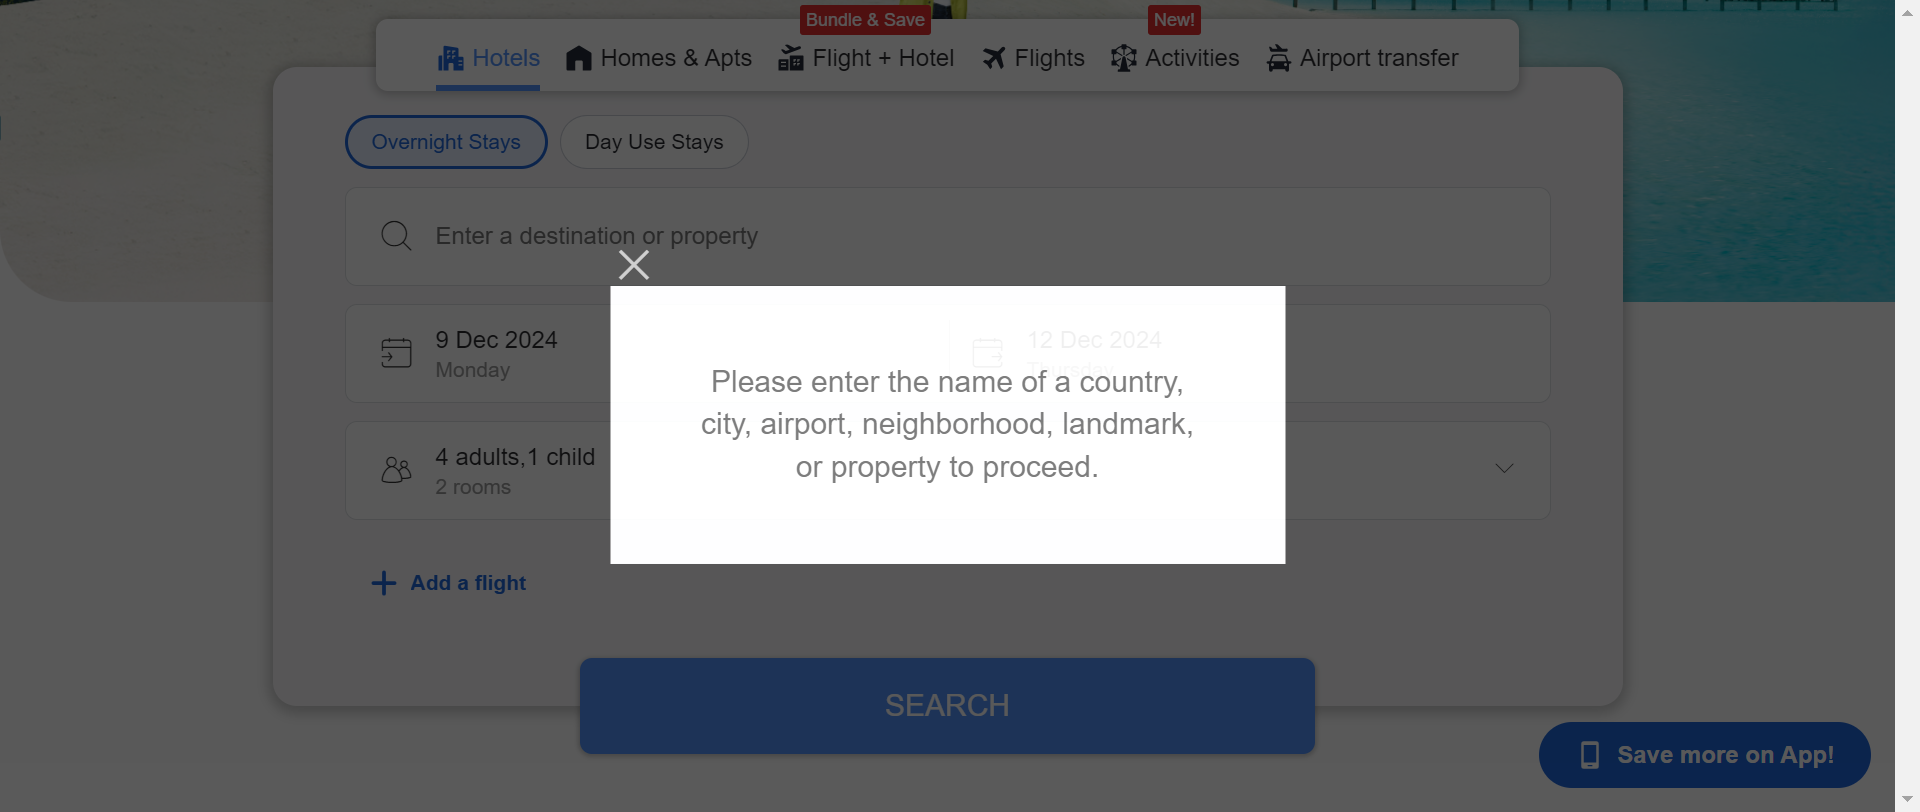 Bundle & Save
New!
Hotels
Homes & Apts
Flight + Hotel
Flights
Activities
Airport transfer
Overnight Stays
Day Use Stays
Enter a destination or property
9 Dec 2024
Monday
12 Dec 2024
Thursday
Please enter the name of a country,
city, airport, neighborhood, landmark,
or property to proceed.
4 adults,1 child
2 rooms
Add a flight
SEARCH
Save more on App!